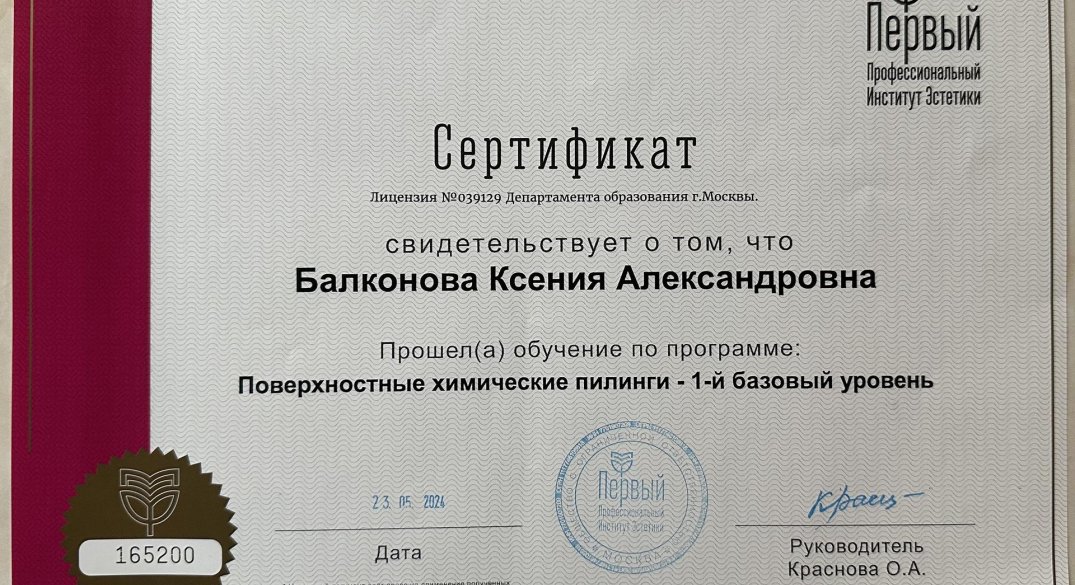 Первый
Профессиональный
Институт Эстетики
Сертификат
Лицензия №039129 Департамента образования г.Москвы.
свидетельствует о том, что
Балконова Ксения Александровна
Прошел(а) обучение по программе:
Поверхностные химические пилинги - 1-й базовый уровень
23. 05. 2024
Дата
Первый
Профессиональный
Институт Эстетики
МОСКВА
Руководитель
Краснова О.А.
165200